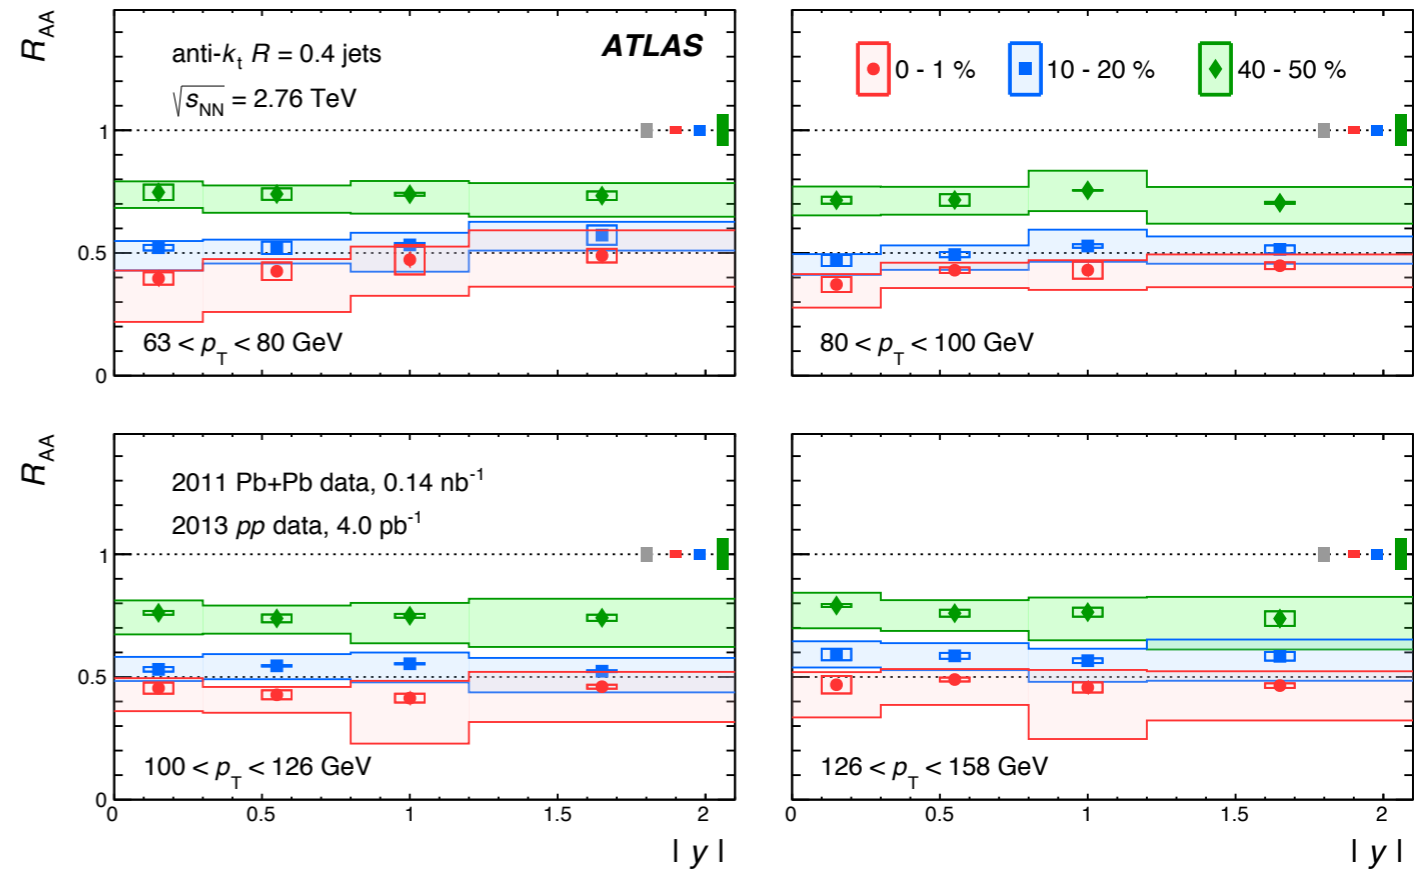 R_AA
anti-k_t R = 0.4 jets
ATLAS
√s_NN = 2.76 TeV
0 - 1 %
10 - 20 %
40 - 50 %
1
0.5
0
63 < p_T < 80 GeV
80 < p_T < 100 GeV
R_AA
2011 Pb+Pb data, 0.14 nb^-1
2013 pp data, 4.0 pb^-1
1
0.5
0
100 < p_T < 126 GeV
126 < p_T < 158 GeV
0 0.5 1 1.5 2
0 0.5 1 1.5 2
| y |
| y |